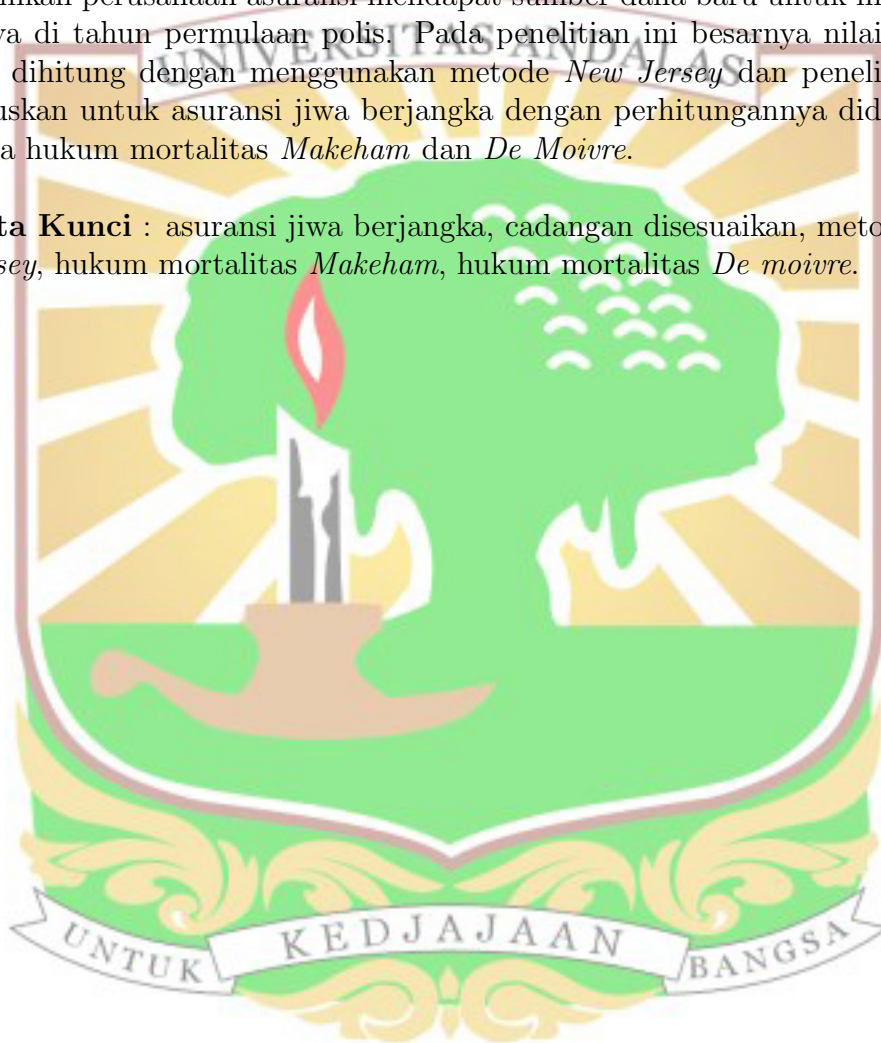 inkan perusahaan asuransi mendapat sumber dana baru untuk
di tahun permulaan polis. Pada penelitian ini besarnya nilai
UNIVERSITAS ANDALAS
dihitung dengan menggunakan metode New Jersey dan peneli
uskan untuk asuransi jiwa berjangka dengan perhitungannya did
a hukum mortalitas Makeham dan De Moivre.
ta Kunci : asuransi jiwa berjangka, cadangan disesuaikan, meto
sey, hukum mortalitas Makeham, hukum mortalitas De moivre.
UNTUK KEDJAJAAN BANGSA